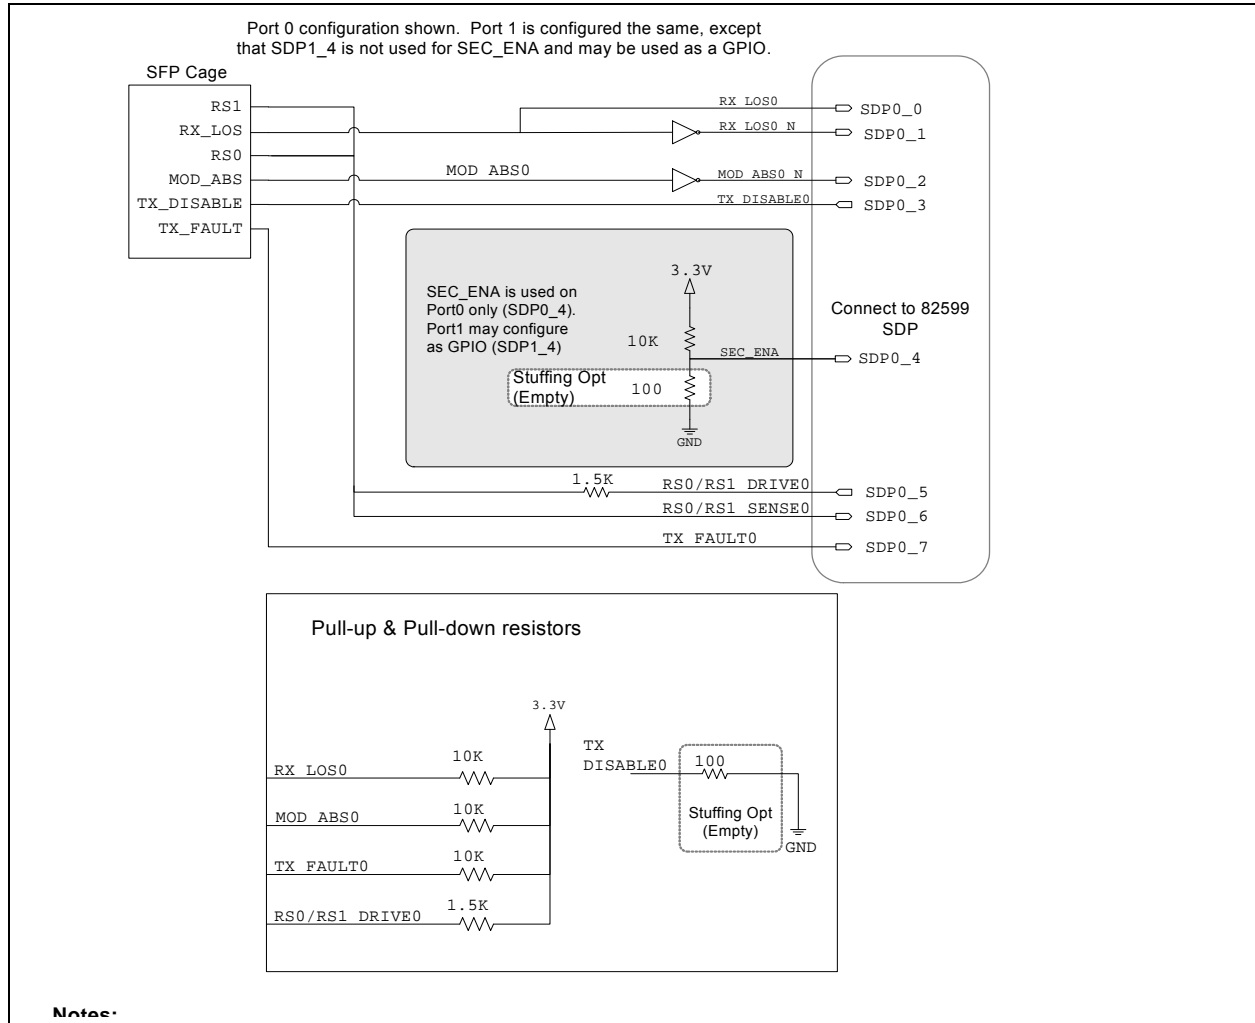 Port 0 configuration shown.  Port 1 is configured the same, except
that SDP1_4 is not used for SEC_ENA and may be used as a GPIO.
SFP Cage
RS1
RX_LOS
RS0
MOD_ABS
TX_DISABLE
TX_FAULT
RX LOS0
SDP0_0
RX LOS0 N
SDP0_1
MOD ABS0
MOD ABS0 N
SDP0_2
TX DISABLE0
SDP0_3
SEC_ENA is used on
Port0 only (SDP0_4).
Port1 may configure
as GPIO (SDP1_4)
3.3V
10K
SEC_ENA
Stuffing Opt
(Empty)
100
GND
Connect to 82599
SDP
SDP0_4
1.5K
RS0/RS1 DRIVE0
SDP0_5
RS0/RS1 SENSE0
SDP0_6
TX FAULT0
SDP0_7
Pull-up & Pull-down resistors
3.3V
RX LOS0
10K
MOD ABS0
10K
TX FAULT0
10K
RS0/RS1 DRIVE0
1.5K
TX
DISABLE0
100
Stuffing Opt
(Empty)
GND
Notes: